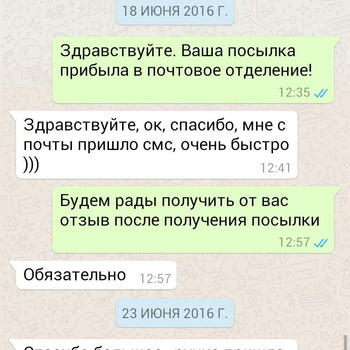 18 ИЮНЯ 2016 Г.
Здравствуйте. Ваша посылка
прибыла в почтовое отделение!
12:35
Здравствуйте, ок, спасибо, мне с
почты пришло смс, очень быстро
)))
12:41
Будем рады получить от вас
отзыв после получения посылки
12:57
Обязательно 12:57
23 ИЮНЯ 2016 Г.